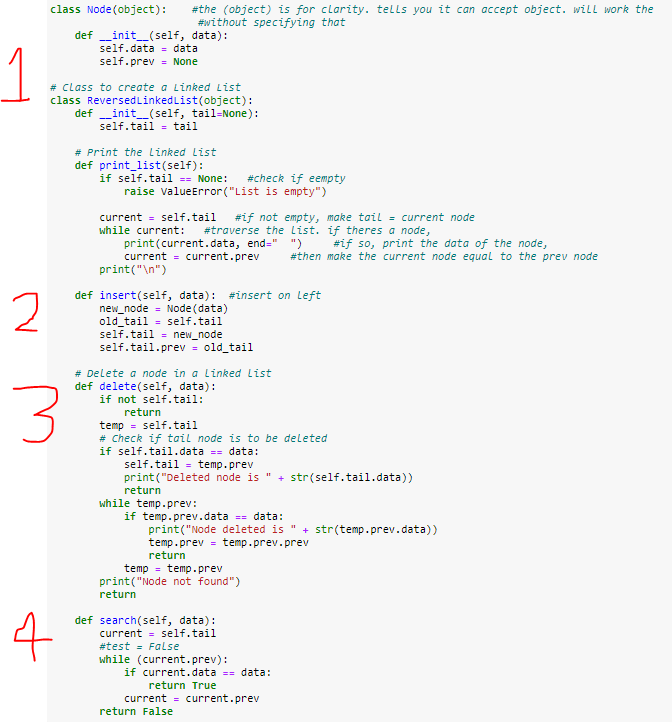 class Node(object):    #the (object) is for clarity. tells you it can accept object. will work the
                       #without specifying that
    def __init__(self, data):
        self.data = data
        self.prev = None
1
# Class to create a Linked List
class ReversedLinkedList(object):
    def __init__(self, tail=None):
        self.tail = tail

    # Print the Linked List
    def print_list(self):
        if self.tail == None:   #check if eempty
            raise ValueError("List is empty")

        current = self.tail   #if not empty, make tail = current node
        while current:   #traverse the list. if theres a node,
            print(current.data, end="  ")     #if so, print the data of the node,
            current = current.prev     #then make the current node equal to the prev node
        print("\n")

2
    def insert(self, data):  #insert on left
        new_node = Node(data)
        old_tail = self.tail
        self.tail = new_node
        self.tail.prev = old_tail

    # Delete a node in a linked list
3
    def delete(self, data):
        if not self.tail:
            return
        temp = self.tail
        # Check if tail node is to be deleted
        if self.tail.data == data:
            self.tail = temp.prev
            print("Deleted node is " + str(self.tail.data))
            return
        while temp.prev:
            if temp.prev.data == data:
                print("Node deleted is " + str(temp.prev.data))
                temp.prev = temp.prev.prev
                return
            temp = temp.prev
        print("Node not found")
        return

4
    def search(self, data):
        current = self.tail
        #test = False
        while (current.prev):
            if current.data == data:
                return True
            current = current.prev
        return False